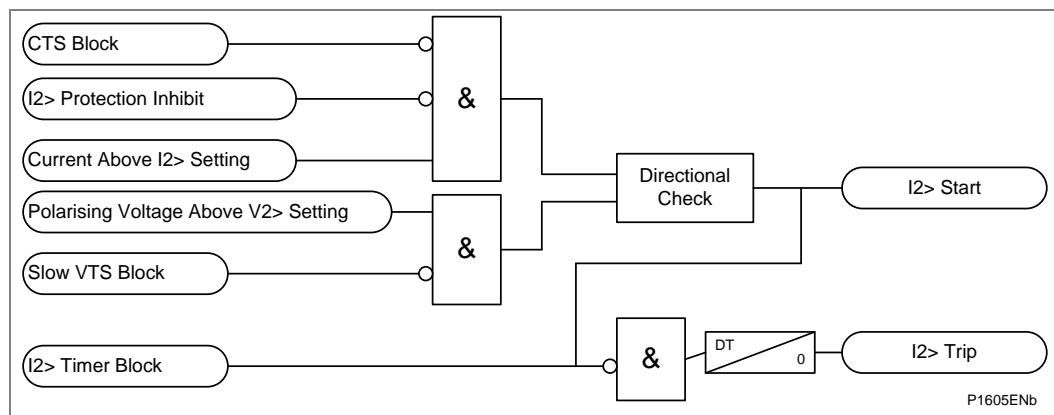 CTS Block
I2> Protection Inhibit
&
Current Above I2> Setting
Directional
Check
I2> Start
Polarising Voltage Above V2> Setting
&
Slow VTS Block
I2> Timer Block
&
DT
0
I2> Trip
P1605ENb